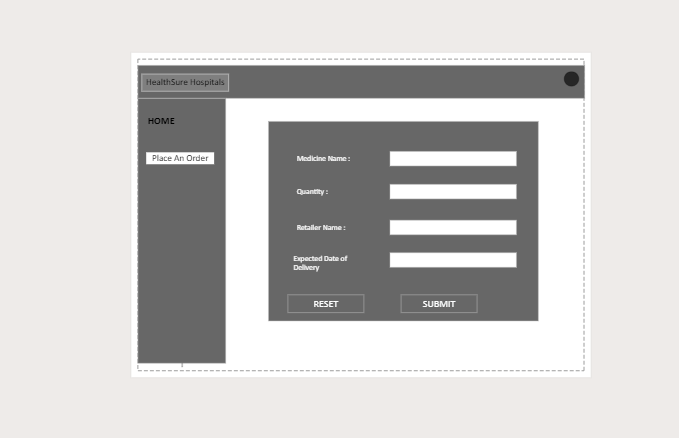 HealthSure Hospitals
HOME
Place An Order
Medicine Name :
Quantity :
Retailer Name :
Expected Date of
Delivery
RESET
SUBMIT